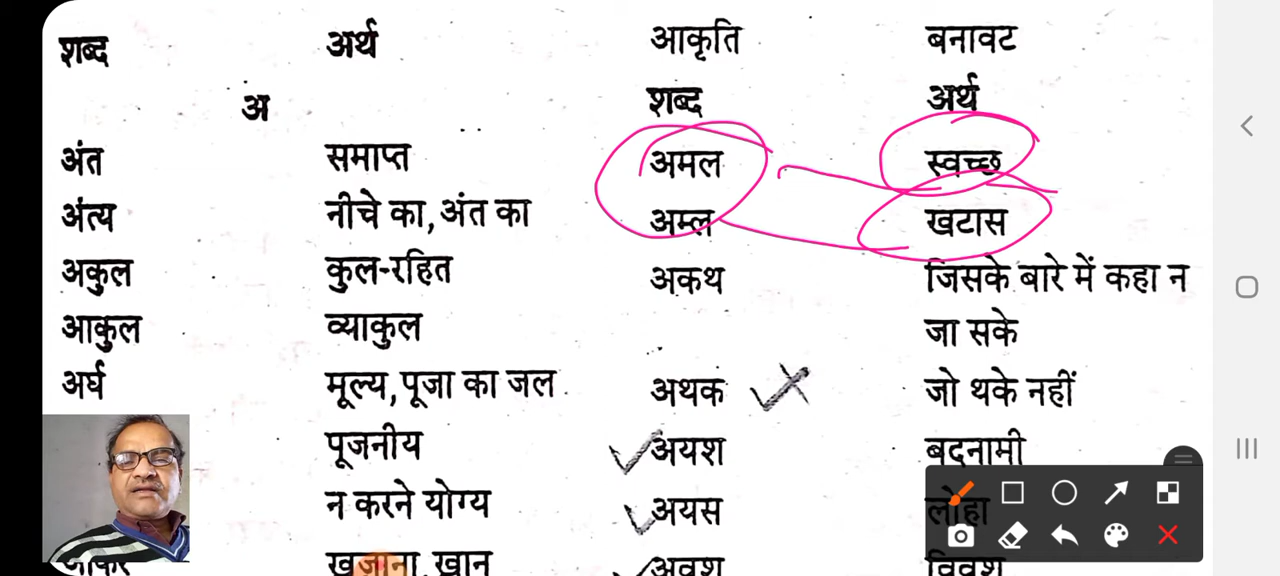 शब्द अर्थ आकृति बनावट
अ शब्द अर्थ
अंत समाप्त अमल स्वच्छ
अंत्य नीचे का, अंत का अम्ल खटास
अकुल कुल-रहित अकथ जिसके बारे में कहा न
आकुल व्याकुल जा सके
अर्घ मूल्य, पूजा का जल अथक जो थके नहीं
पूजनीय अयश बदनामी
न करने योग्य अयस लोहा
खजाना, खान अवश विवश